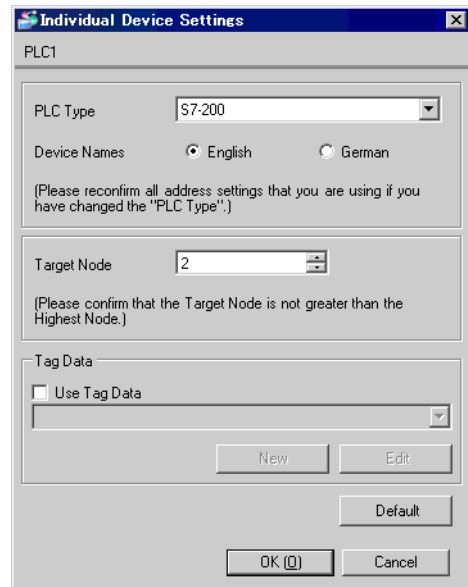 Individual Device Settings
PLC1
PLC Type
S7-200
Device Names
English
German
(Please reconfirm all address settings that you are using if you
have changed the "PLC Type".)
Target Node
2
(Please confirm that the Target Node is not greater than the
Highest Node.)
Tag Data
Use Tag Data
New
Edit
Default
OK (O)
Cancel